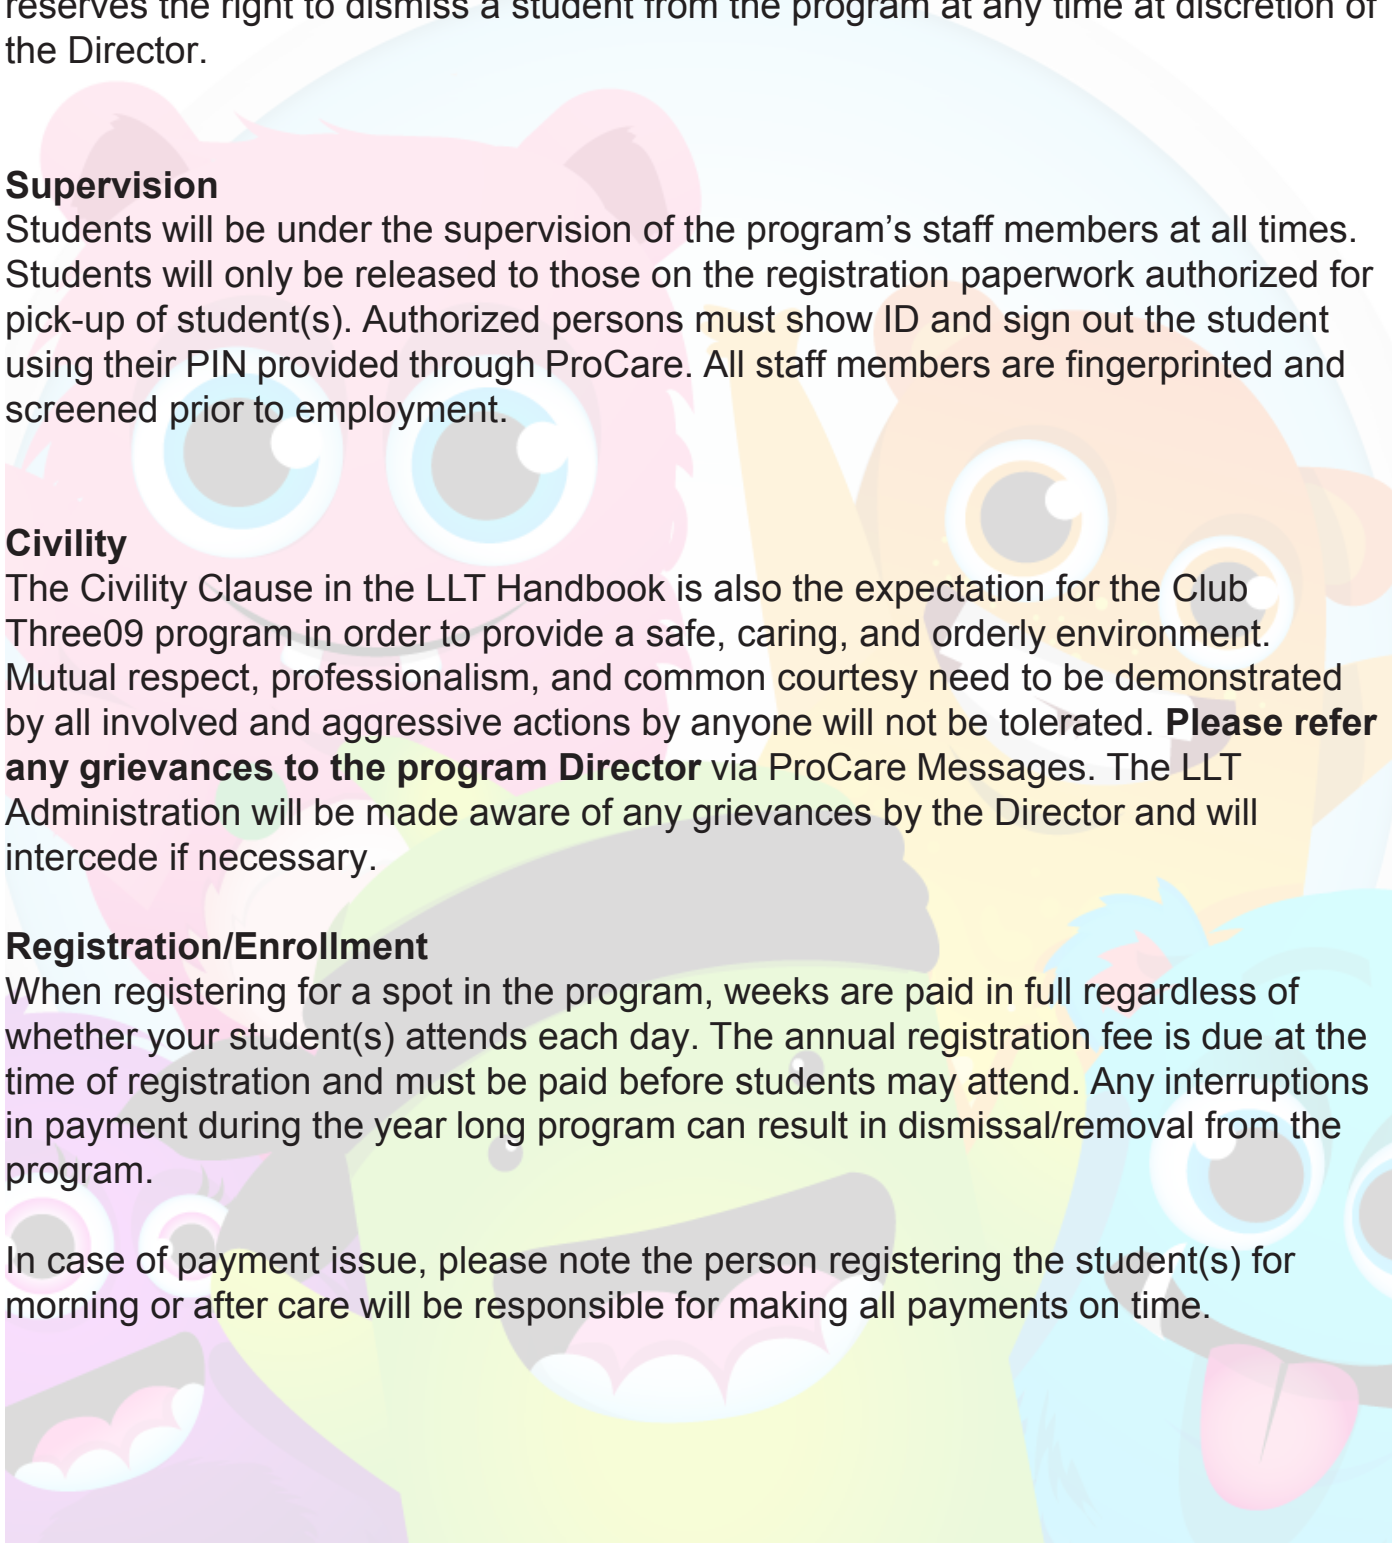 reserves the right to dismiss a student from the program at any time at discretion of
the Director.
Supervision
Students will be under the supervision of the program’s staff members at all times.
Students will only be released to those on the registration paperwork authorized for
pick-up of student(s). Authorized persons must show ID and sign out the student
using their PIN provided through ProCare. All staff members are fingerprinted and
screened prior to employment.
Civility
The Civility Clause in the LLT Handbook is also the expectation for the Club
Three09 program in order to provide a safe, caring, and orderly environment.
Mutual respect, professionalism, and common courtesy need to be demonstrated
by all involved and aggressive actions by anyone will not be tolerated. Please refer
any grievances to the program Director via ProCare Messages. The LLT
Administration will be made aware of any grievances by the Director and will
intercede if necessary.
Registration/Enrollment
When registering for a spot in the program, weeks are paid in full regardless of
whether your student(s) attends each day. The annual registration fee is due at the
time of registration and must be paid before students may attend. Any interruptions
in payment during the year long program can result in dismissal/removal from the
program.
In case of payment issue, please note the person registering the student(s) for
morning or after care will be responsible for making all payments on time.